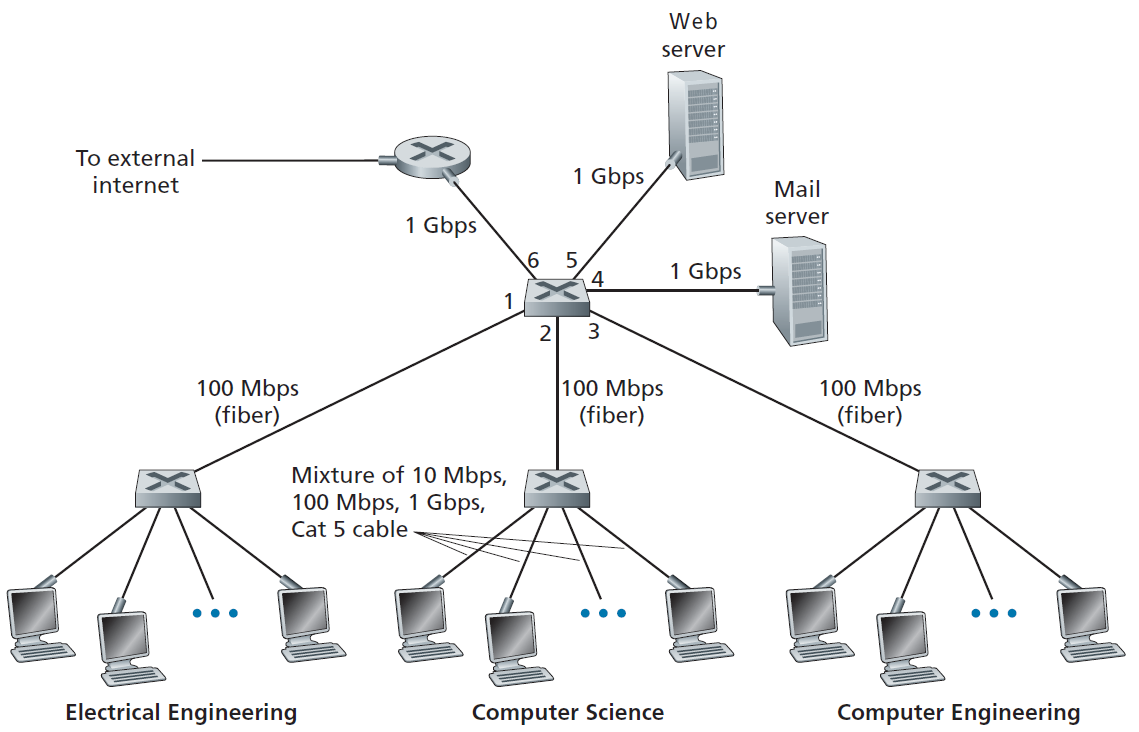 Web
server
To external
internet
1 Gbps
Mail
server
1 Gbps
1 Gbps
6
5
4
1
2
3
100 Mbps
(fiber)
100 Mbps
(fiber)
100 Mbps
(fiber)
Mixture of 10 Mbps,
100 Mbps, 1 Gbps,
Cat 5 cable
Electrical Engineering
Computer Science
Computer Engineering